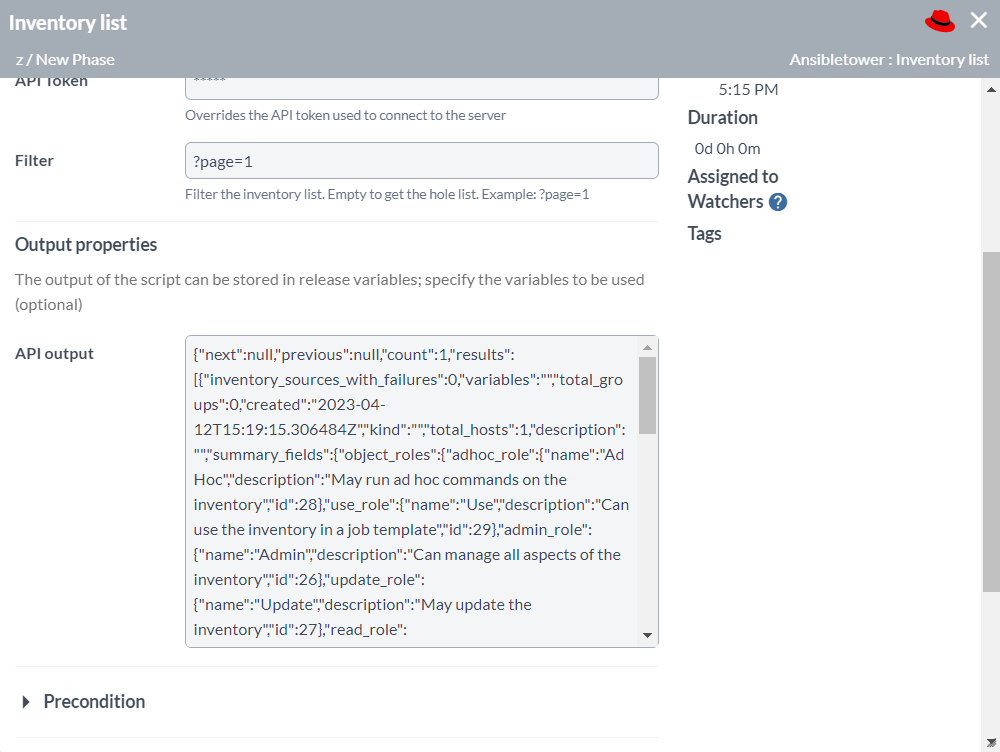 Inventory list
z / New Phase
Ansibletower : Inventory list
API Token
*****
Overrides the API token used to connect to the server
Filter
?page=1
Filter the inventory list. Empty to get the hole list. Example: ?page=1
Output properties
The output of the script can be stored in release variables; specify the variables to be used
(optional)
API output
{"next":null,"previous":null,"count":1,"results":
[{"inventory_sources_with_failures":0,"variables":"","total_gro
ups":0,"created":"2023-04-
12T15:19:15.306484Z","kind":"","total_hosts":1,"description":
"","summary_fields":{"object_roles":{"adhoc_role":{"name":"Ad
Hoc","description":"May run ad hoc commands on the
inventory","id":28},"use_role":{"name":"Use","description":"Can
use the inventory in a job template","id":29},"admin_role":
{"name":"Admin","description":"Can manage all aspects of the
inventory","id":26},"update_role":
{"name":"Update","description":"May update the
inventory","id":27},"read_role":
Precondition
5:15 PM
Duration
0d 0h 0m
Assigned to
Watchers ?
Tags